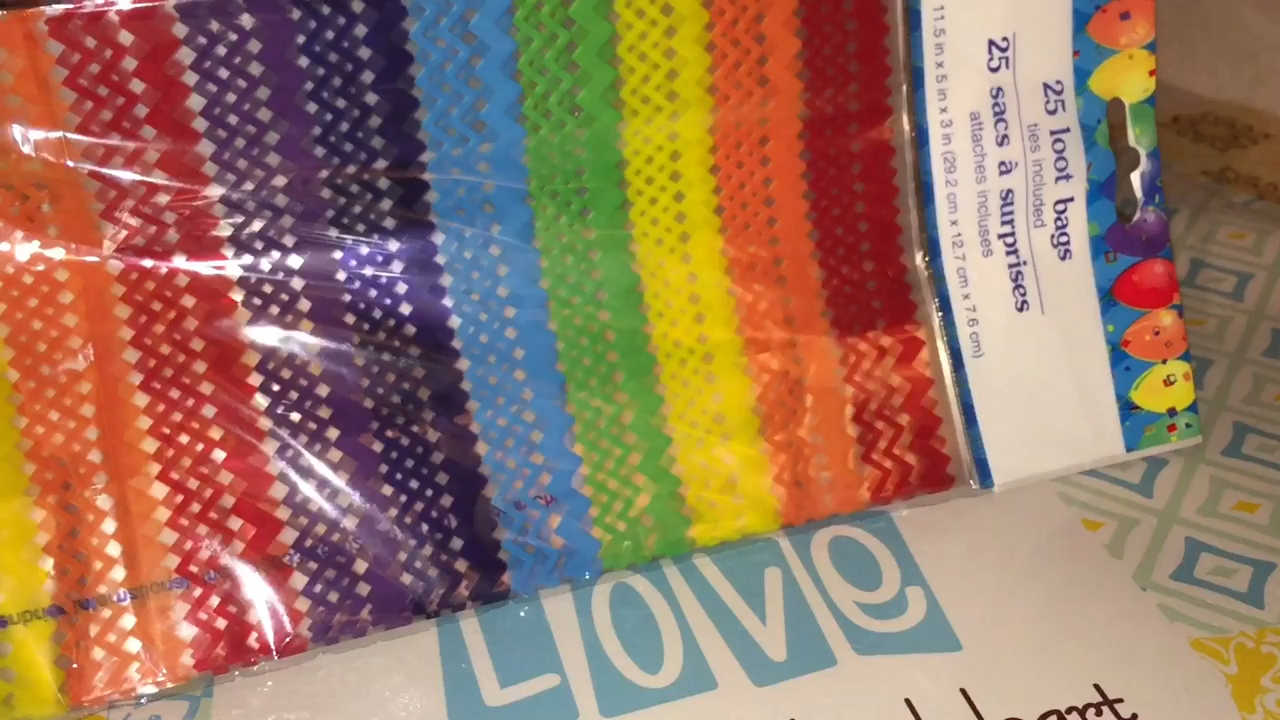 25 loot bags
ties included
25 sacs à surprises
attaches incluses
11.5 in x 5 in x 3 in (29.2 cm x 12.7 cm x 7.6 cm)
LOVe